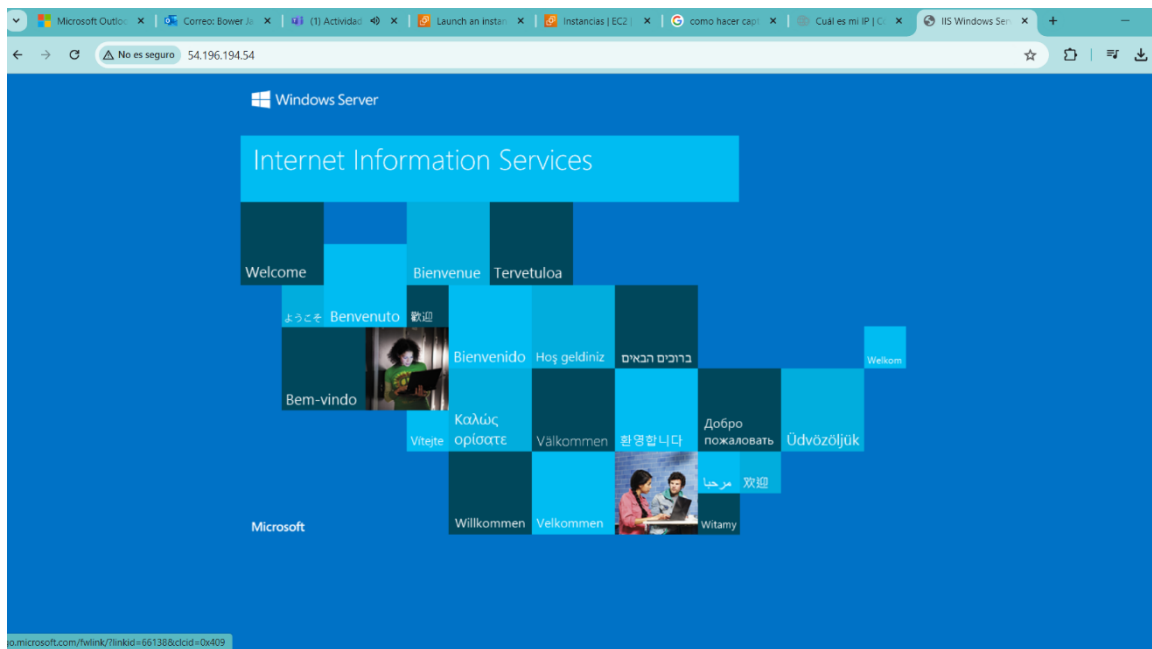 Microsoft Outloo
Correo: Bower Ja
(1) Actividad
Launch an instan
Instancias | EC2 |
como hacer capt
Cuál es mi IP |
IIS Windows Ser
No es seguro 54.196.194.54
Windows Server
Internet Information Services
Welcome
Bienvenue
Tervetuloa
ようこそ
Benvenuto
歡迎
Bem-vindo
Bienvenido
Hoş geldiniz
ברוכים הבאים
Welkom
Vítejte
Καλώς
ορίσατε
Välkommen
환영합니다
Добро
пожаловать
Üdvözöljük
مرحبا
欢迎
Microsoft
Willkommen
Velkommen
Witamy
go.microsoft.com/fwlink/?linkid=66138&clcid=0x409